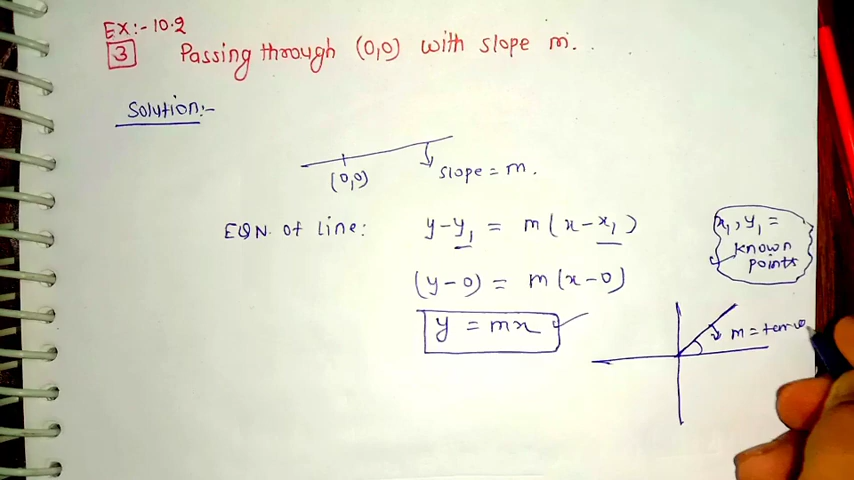 EX:- 10.2
3 Passing through (0,0) with slope m.
Solution:-
(0,0)
slope = m.
EQN. of line: y-y₁ = m(x-x₁)
x₁, y₁ =
known
points
(y-0) = m(x-0)
y = mx
m = tan